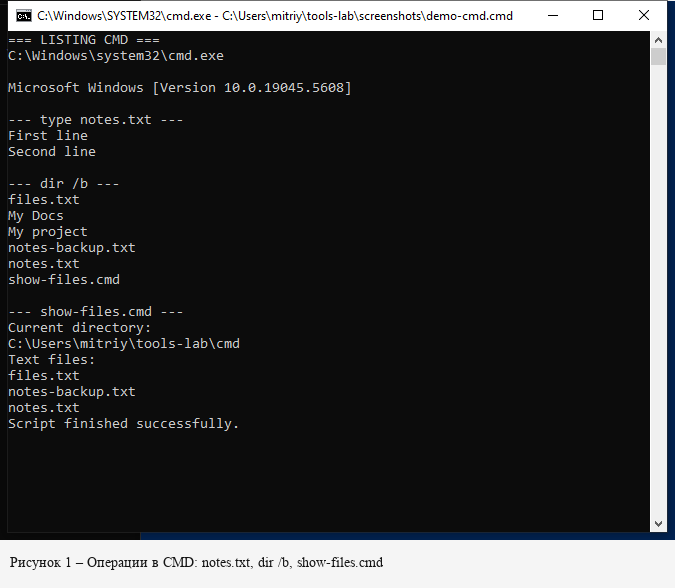 C:\Windows\SYSTEM32\cmd.exe - C:\Users\mitriy\tools-lab\screenshots\demo-cmd.cmd
=== LISTING CMD ===
C:\Windows\system32\cmd.exe
Microsoft Windows [Version 10.0.19045.5608]
--- type notes.txt ---
First line
Second line
--- dir /b ---
files.txt
My Docs
My project
notes-backup.txt
notes.txt
show-files.cmd
--- show-files.cmd ---
Current directory:
C:\Users\mitriy\tools-lab\cmd
Text files:
files.txt
notes-backup.txt
notes.txt
Script finished successfully.
Рисунок 1 – Операции в CMD: notes.txt, dir /b, show-files.cmd